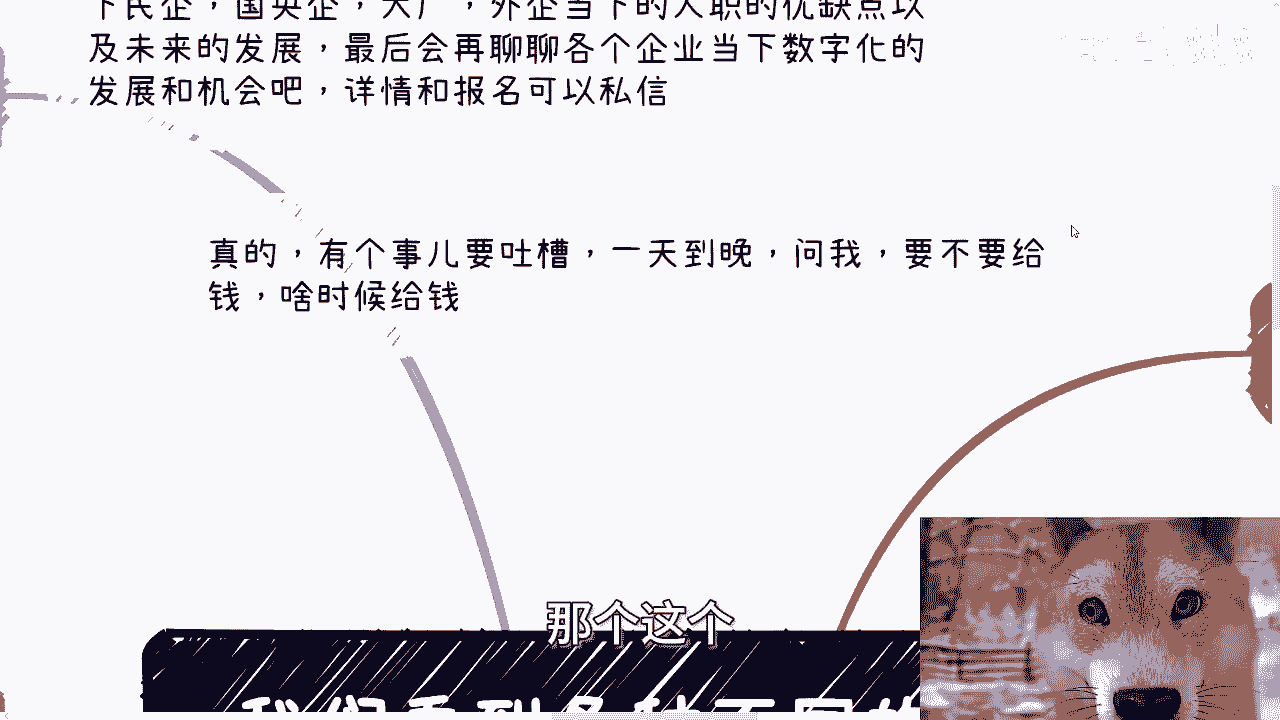 下民企，国央企，大厂，外企当下的入职的优缺点以
及未来的发展，最后会再聊聊各个企业当下数字化的
发展和机会吧，详情和报名可以私信
真的，有个事儿要吐槽，一天到晚，问我，要不要给
钱，啥时候给钱
那个这个